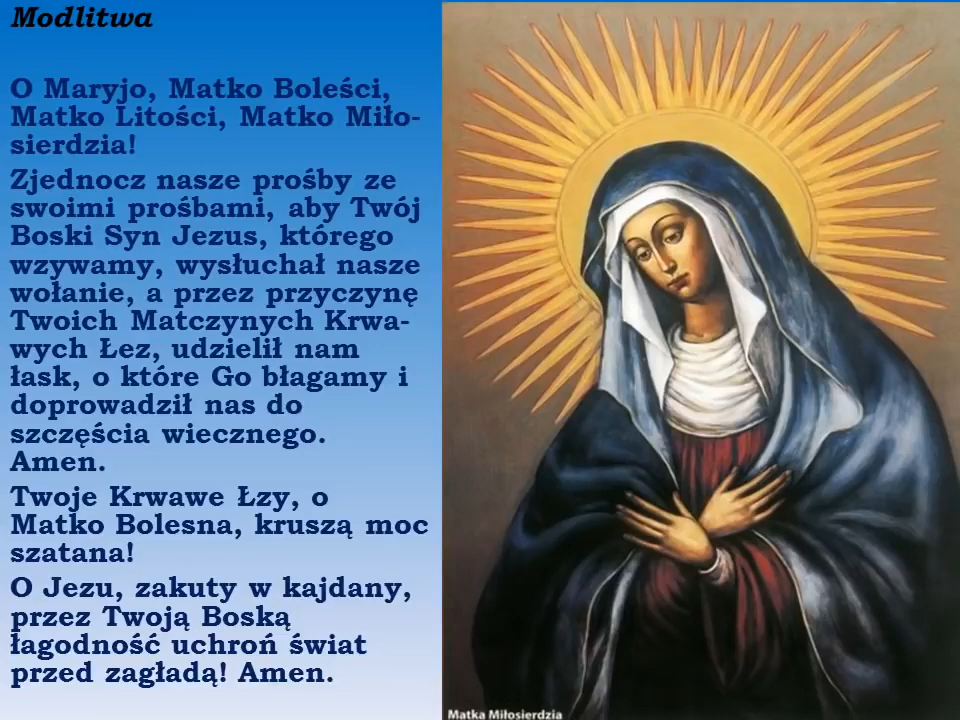 Modlitwa
O Maryjo, Matko Boleści,
Matko Litości, Matko Miło-
sierdzia!
Zjednocz nasze prośby ze
swoimi prośbami, aby Twój
Boski Syn Jezus, którego
wzywamy, wysłuchał nasze
wołanie, a przez przyczynę
Twoich Matczynych Krwa-
wych Łez, udzielił nam
łask, o które Go błagamy i
doprowadził nas do
szczęścia wiecznego.
Amen.
Twoje Krwawe Łzy, o
Matko Bolesna, kruszą moc
szatana!
O Jezu, zakuty w kajdany,
przez Twoją Boską
łagodność uchroń świat
przed zagładą! Amen.
Matka Miłosierdzia